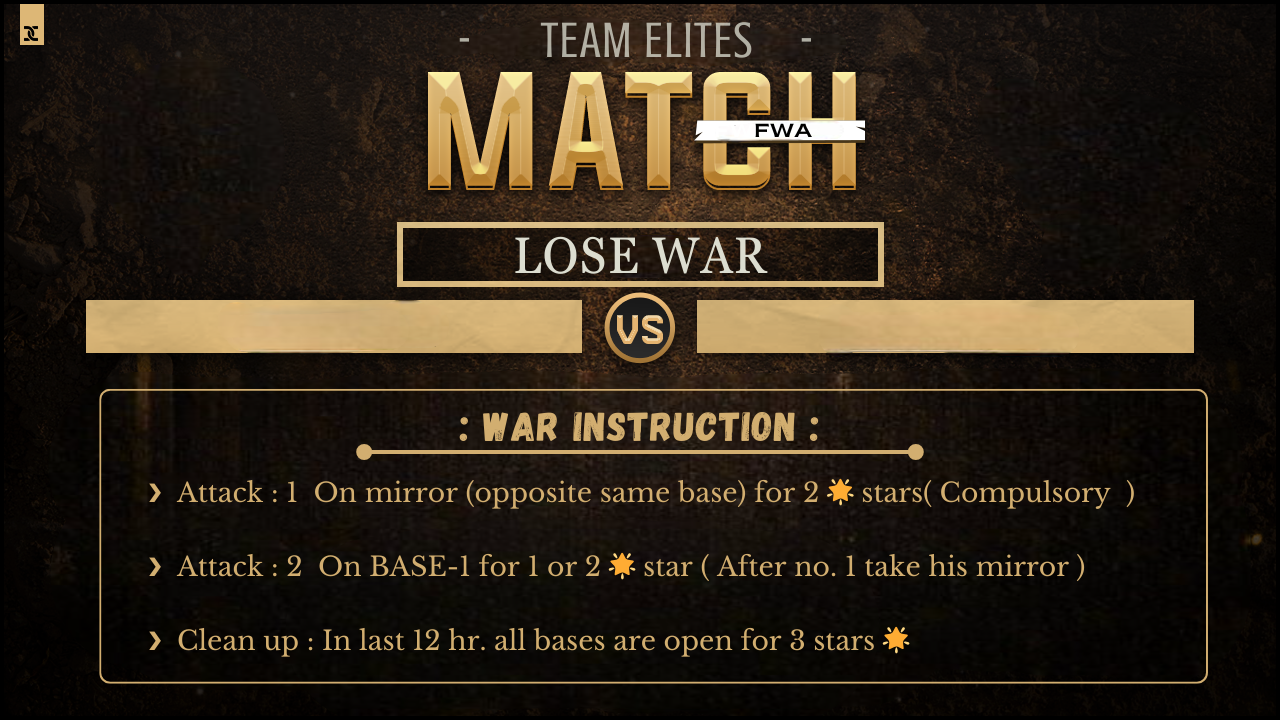 - TEAM ELITES -
MATCH
FWA
LOSE WAR
VS
: WAR INSTRUCTION :
❯ Attack : 1 On mirror (opposite same base) for 2 🌟 stars( Compulsory )
❯ Attack : 2 On BASE-1 for 1 or 2 🌟 star ( After no. 1 take his mirror )
❯ Clean up : In last 12 hr. all bases are open for 3 stars 🌟